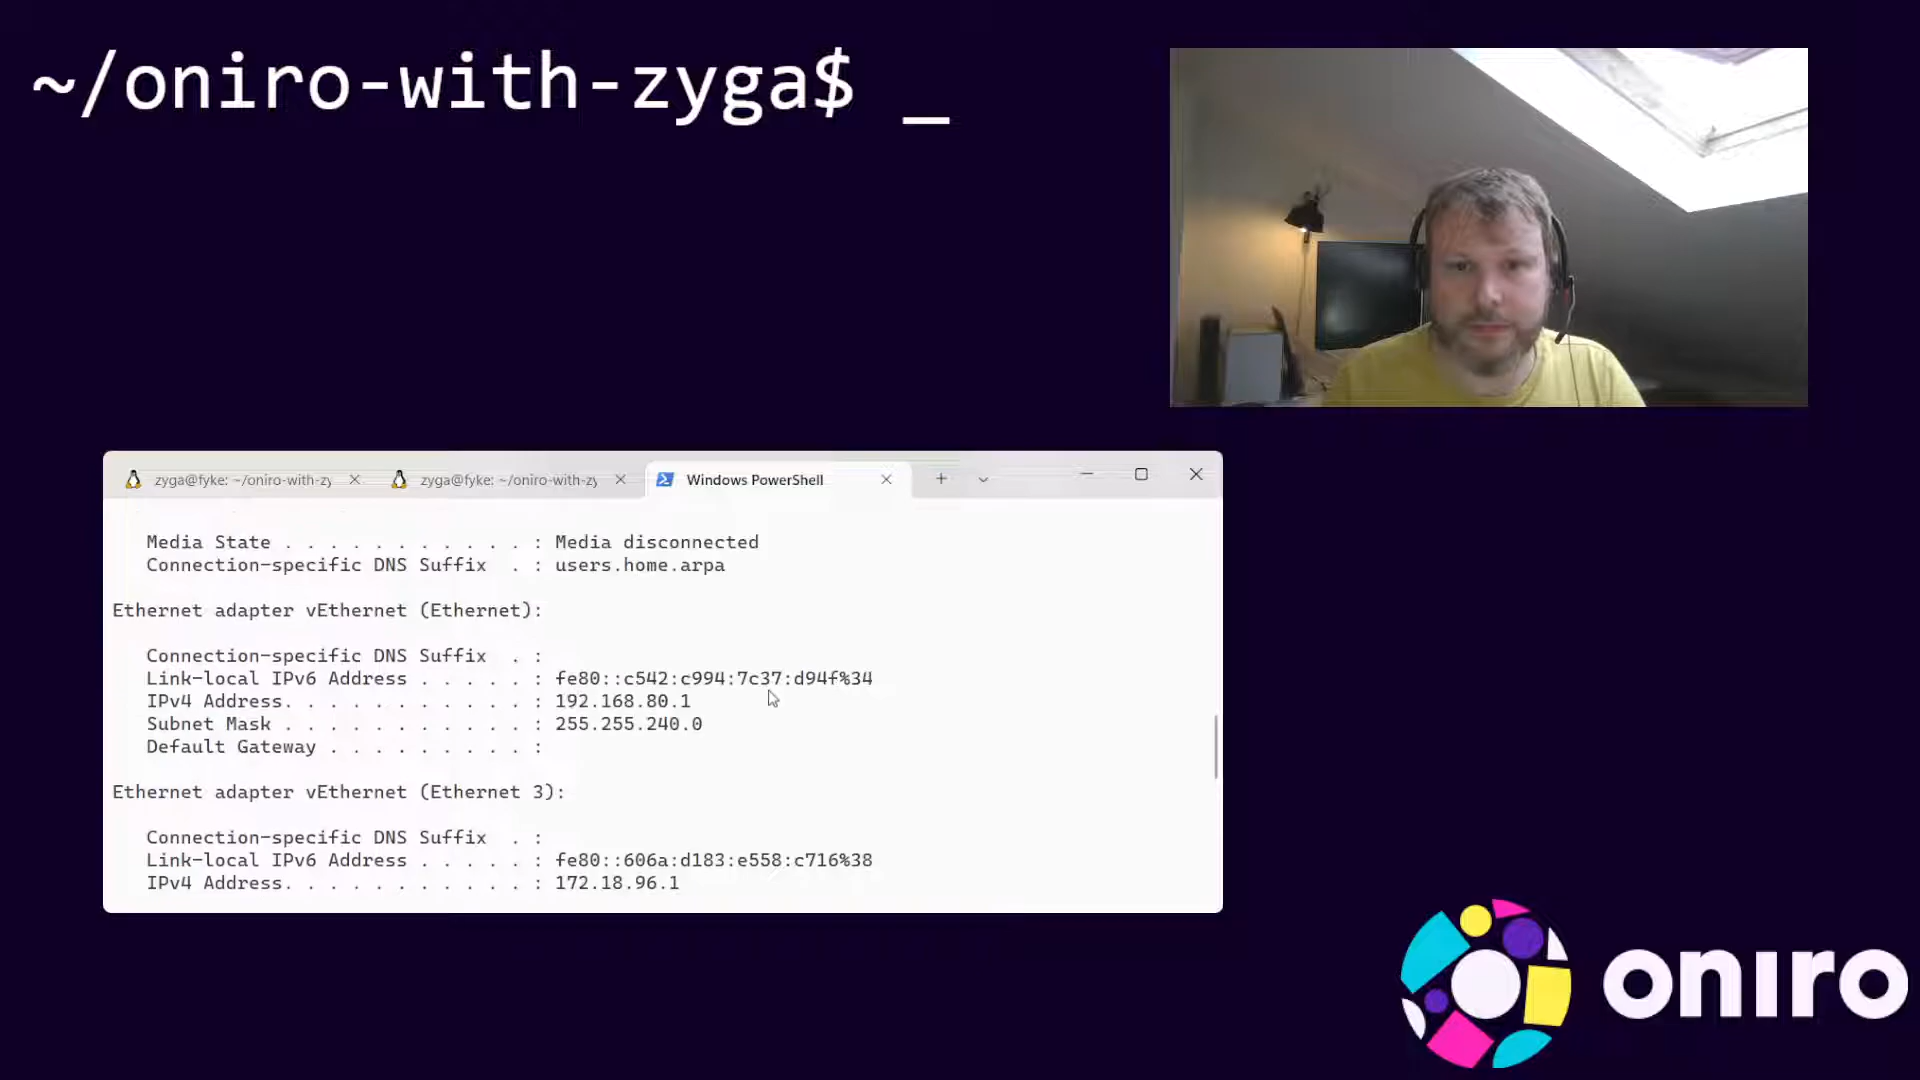 ~/oniro-with-zyga$ _
zyga@fyke: ~/oniro-with-zy
zyga@fyke: ~/oniro-with-zy
Windows PowerShell
Media State . . . . . . . . . . . : Media disconnected
Connection-specific DNS Suffix  . : users.home.arpa
Ethernet adapter vEthernet (Ethernet):
Connection-specific DNS Suffix  . :
Link-local IPv6 Address . . . . . : fe80::c542:c994:7c37:d94f%34
IPv4 Address. . . . . . . . . . . : 192.168.80.1
Subnet Mask . . . . . . . . . . . : 255.255.240.0
Default Gateway . . . . . . . . . :
Ethernet adapter vEthernet (Ethernet 3):
Connection-specific DNS Suffix  . :
Link-local IPv6 Address . . . . . : fe80::606a:d183:e558:c716%38
IPv4 Address. . . . . . . . . . . : 172.18.96.1
oniro